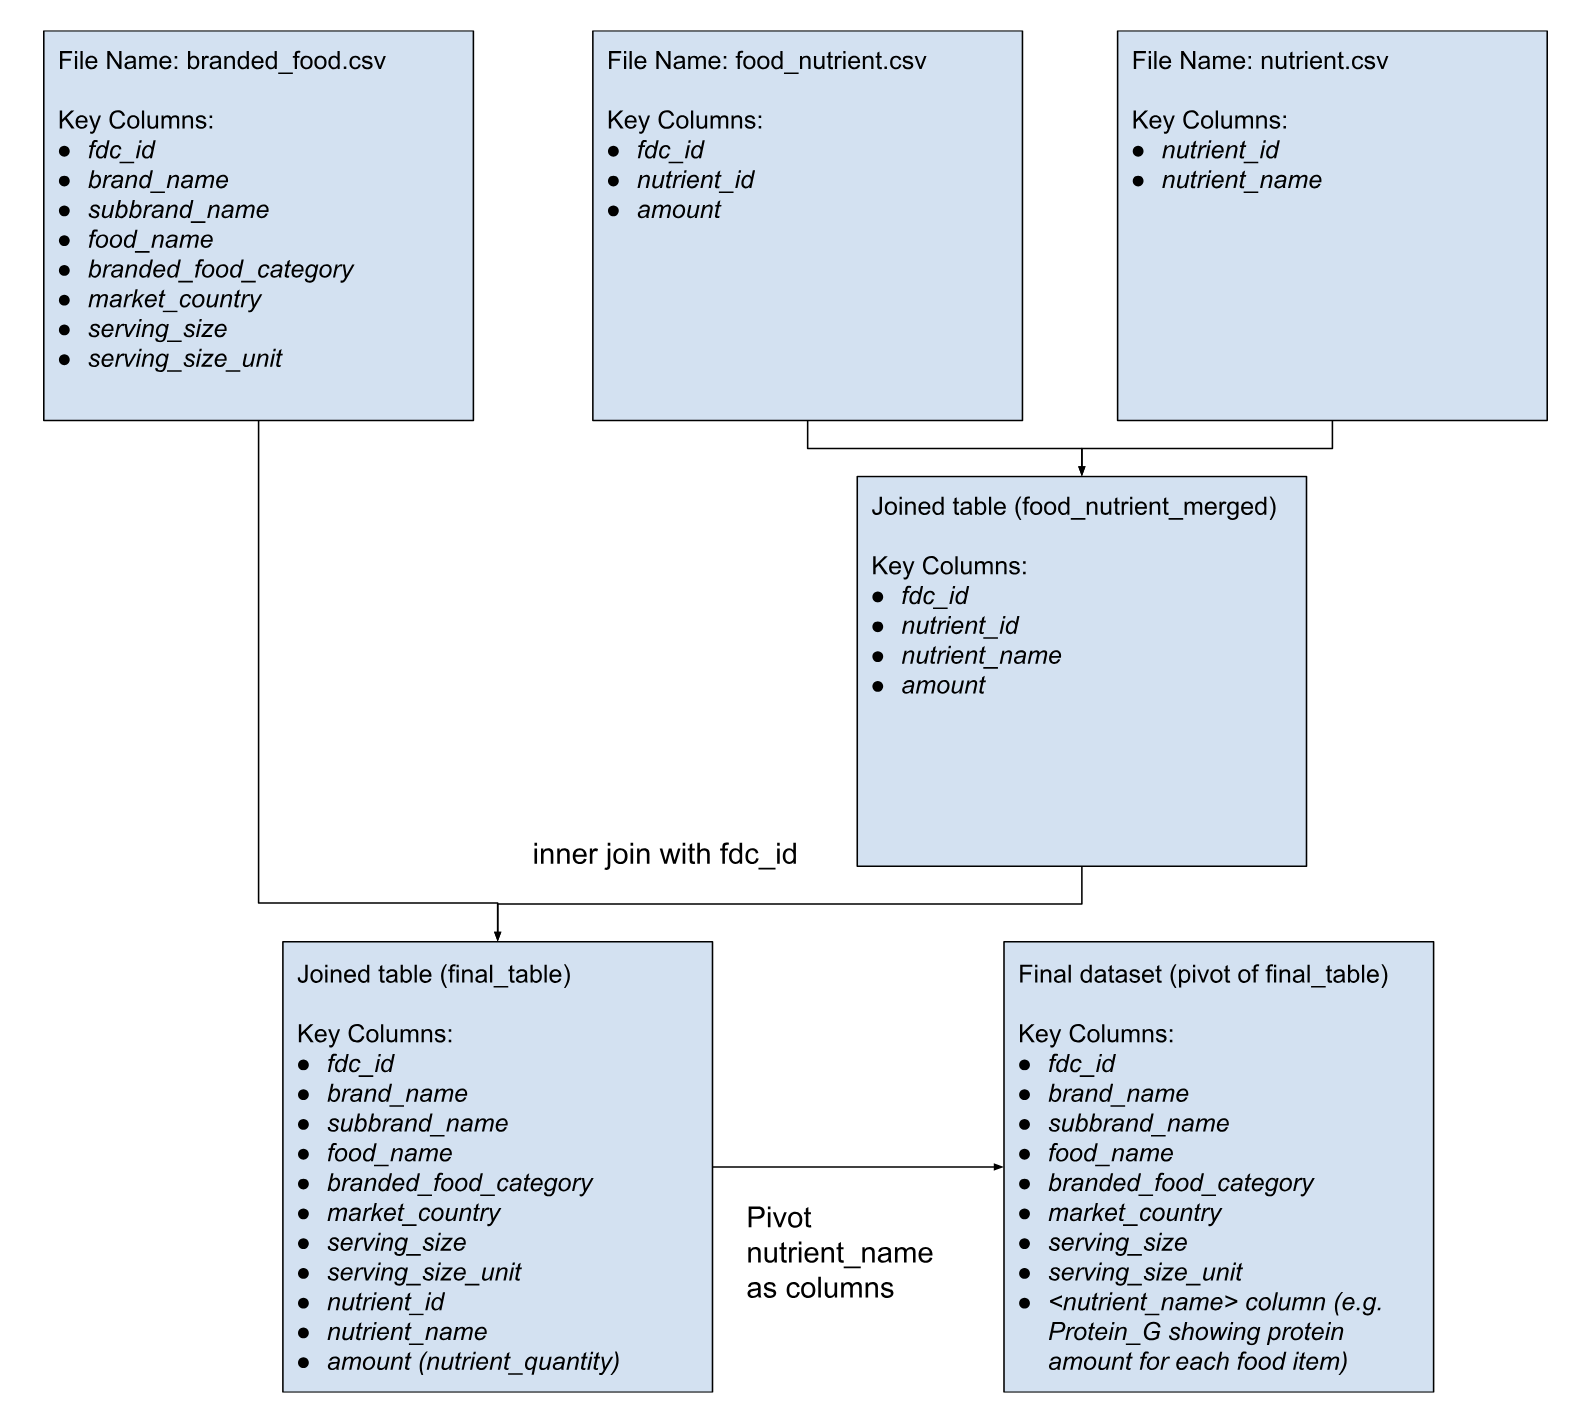 File Name: branded_food.csv
Key Columns:
● fdc_id
● brand_name
● subbrand_name
● food_name
● branded_food_category
● market_country
● serving_size
● serving_size_unit
File Name: food_nutrient.csv
Key Columns:
● fdc_id
● nutrient_id
● amount
File Name: nutrient.csv
Key Columns:
● nutrient_id
● nutrient_name
Joined table (food_nutrient_merged)
Key Columns:
● fdc_id
● nutrient_id
● nutrient_name
● amount
inner join with fdc_id
Joined table (final_table)
Key Columns:
● fdc_id
● brand_name
● subbrand_name
● food_name
● branded_food_category
● market_country
● serving_size
● serving_size_unit
● nutrient_id
● nutrient_name
● amount (nutrient_quantity)
Pivot
nutrient_name
as columns
Final dataset (pivot of final_table)
Key Columns:
● fdc_id
● brand_name
● subbrand_name
● food_name
● branded_food_category
● market_country
● serving_size
● serving_size_unit
● <nutrient_name> column (e.g.
Protein_G showing protein
amount for each food item)